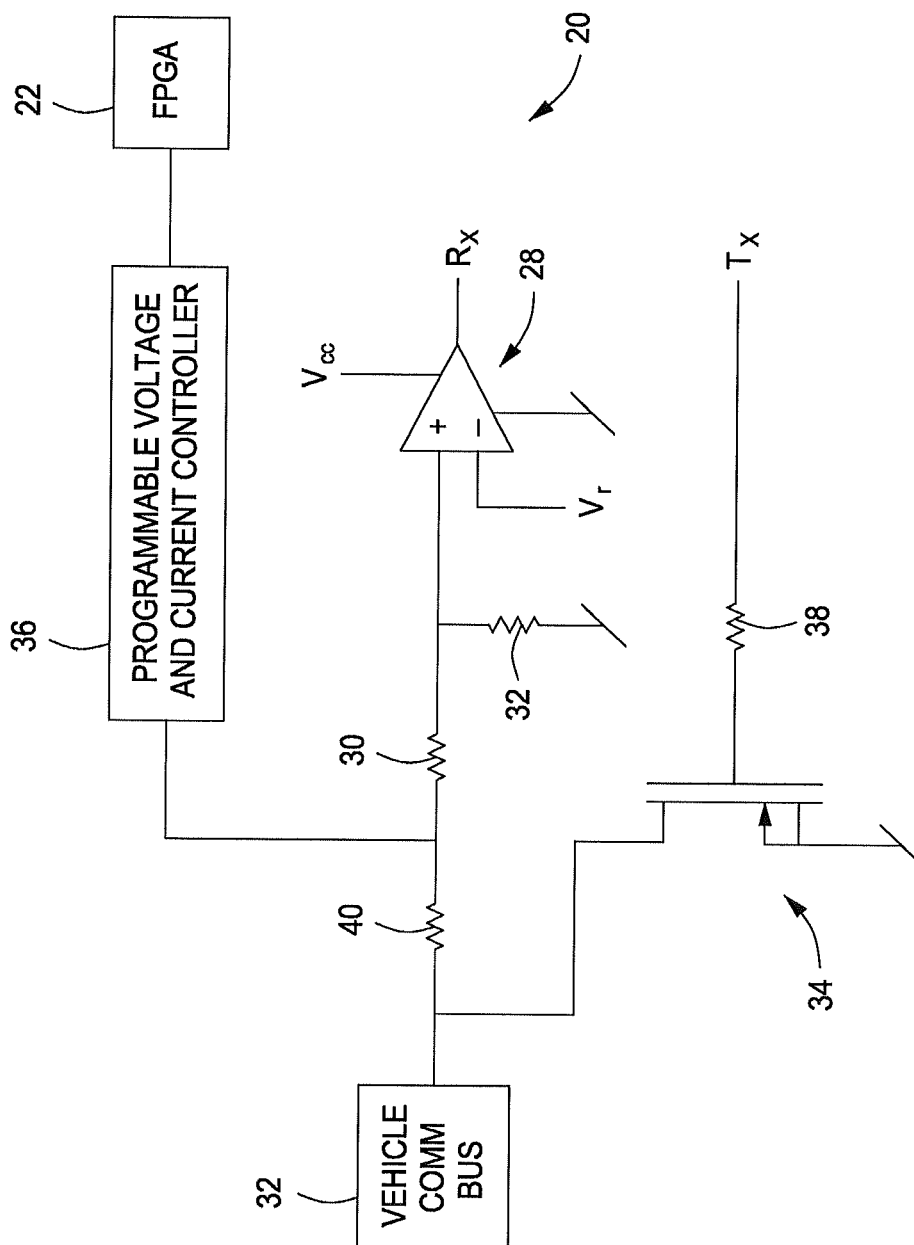 22
FPGA
20
36
PROGRAMMABLE VOLTAGE
AND CURRENT CONTROLLER
Vcc
Rx
28
+
−
Vr
30
32
40
38
Tx
32
VEHICLE
COMM
BUS
34